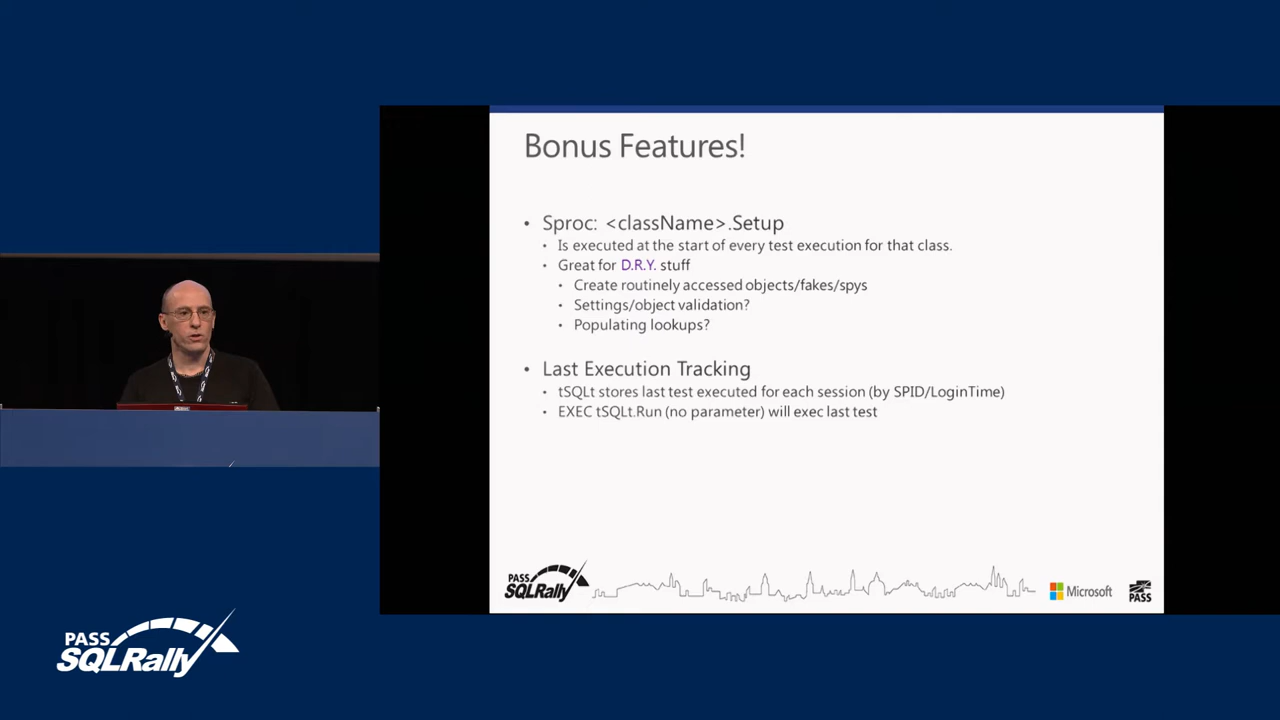 Bonus Features!
• Sproc: <className>.Setup
• Is executed at the start of every test execution for that class.
• Great for D.R.Y. stuff
• Create routinely accessed objects/fakes/spys
• Settings/object validation?
• Populating lookups?
• Last Execution Tracking
• tSQLt stores last test executed for each session (by SPID/LoginTime)
• EXEC tSQLt.Run (no parameter) will exec last test
PASS
SQLRally
Microsoft
PASS
PASS
SQLRally